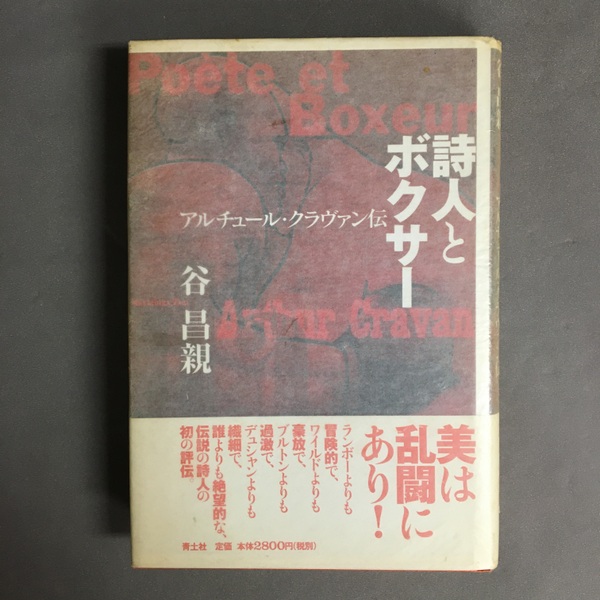 Poète et
Boxeur
詩人と
ボクサー
アルチュール・クラヴァン伝
谷 昌親
Arthur Cravan
美は
乱闘に
あり!
ランボーよりも
冒険的で、
ワイルドよりも
豪放で、
ブルトンよりも
過激で、
デュシャンよりも
繊細で、
誰よりも絶望的な、
伝説の詩人の
初の評伝。
青土社 定価 本体2800円(税別)